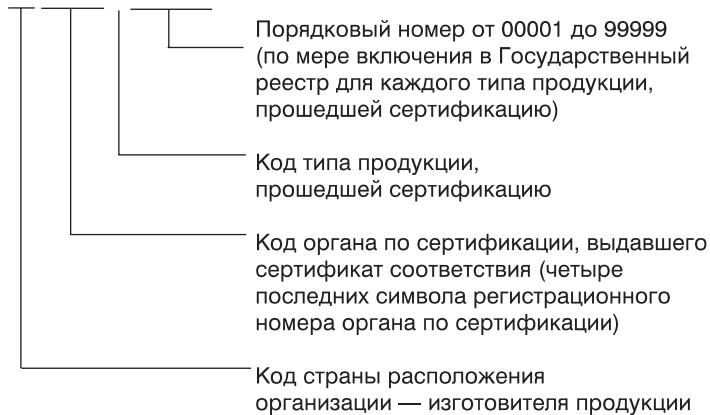 Порядковый номер от 00001 до 99999
(по мере включения в Государственный
реестр для каждого типа продукции,
прошедшей сертификацию)
Код типа продукции,
прошедшей сертификацию
Код органа по сертификации, выдавшего
сертификат соответствия (четыре
последних символа регистрационного
номера органа по сертификации)
Код страны расположения
организации — изготовителя продукции